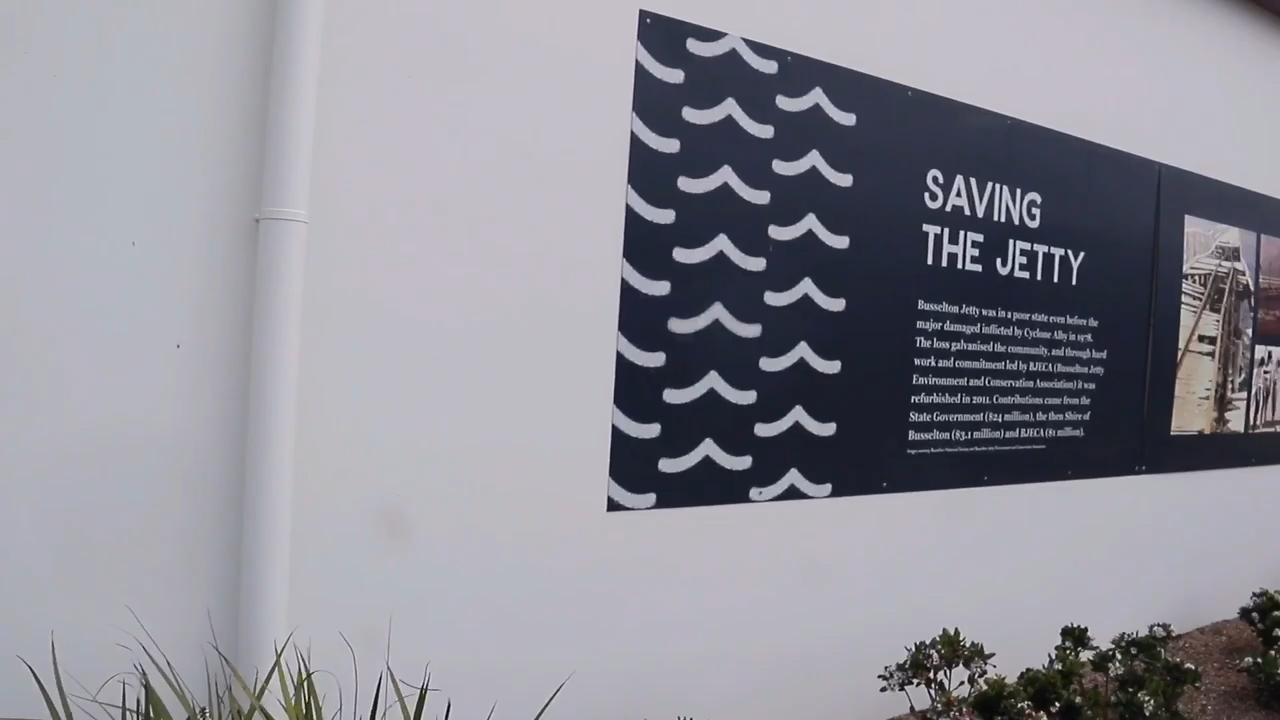 SAVING
THE JETTY
Busselton Jetty was in a poor state even before the
major damaged inflicted by Cyclone Alby in 1978.
The loss galvanised the community, and through hard
work and commitment led by BJECA (Busselton Jetty
Environment and Conservation Association) it was
refurbished in 2011. Contributions came from the
State Government ($24 million), the then Shire of
Busselton ($3.1 million) and BJECA ($1 million).